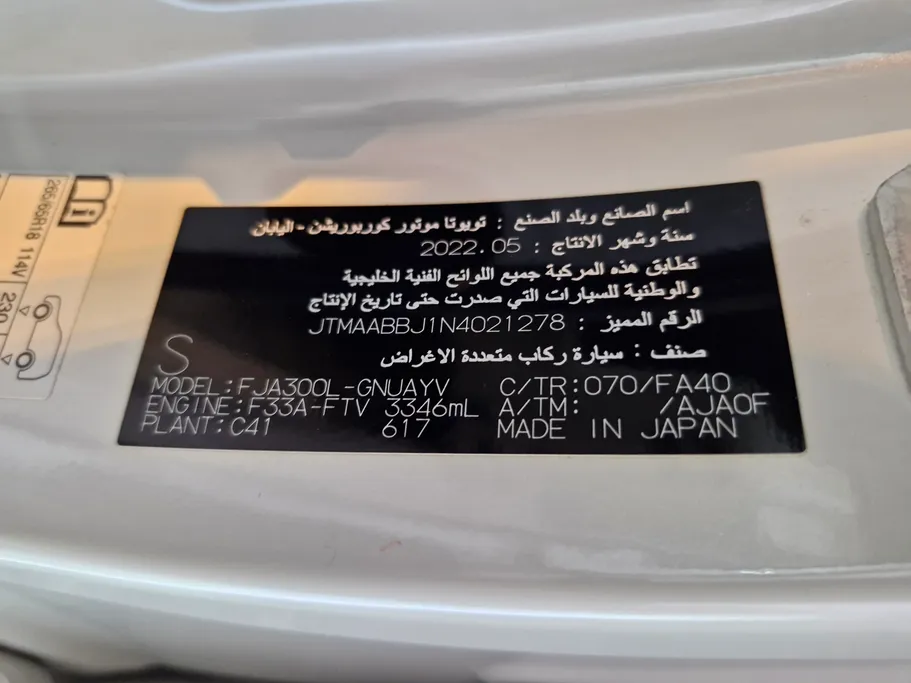 اسم الصانع وبلد الصنع : تويوتا موتور كوربوريشن - اليابان
سنة وشهر الانتاج : 2022.05
تطابق هذه المركبة جميع اللوائح الفنية الخليجية
والوطنية للسيارات التي صدرت حتى تاريخ الإنتاج
الرقم المميز : JTMAABBJ1N4021278
صنف : سيارة ركاب متعددة الاغراض
S
MODEL:FJA300L-GNUAYV C/TR:070/FA40
ENGINE:F33A-FTV 3346mL A/TM: /AJA0F
PLANT:C41 617 MADE IN JAPAN
265/65R18 114V
230